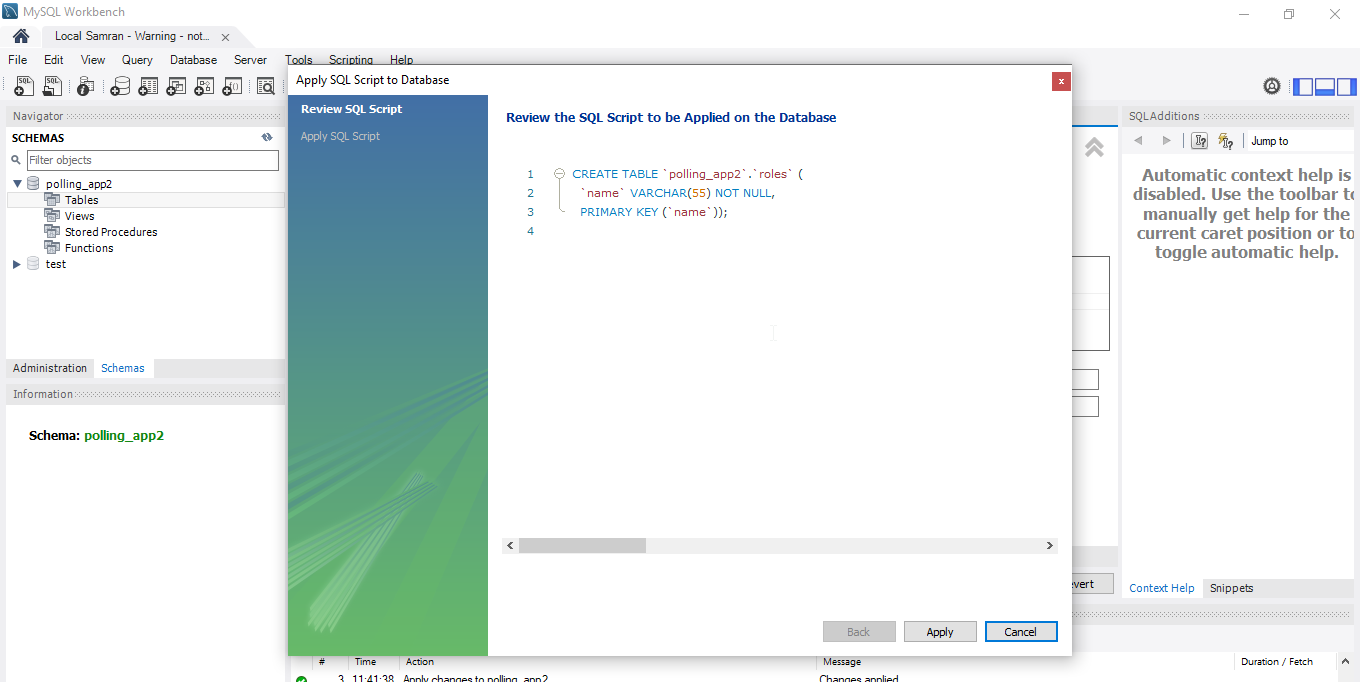 MySQL Workbench
Local Samran - Warning - not...
File Edit View Query Database Server Tools Scripting Help
Navigator
SCHEMAS
Filter objects
polling_app2
Tables
Views
Stored Procedures
Functions
test
Administration Schemas
Information
Schema: polling_app2
Apply SQL Script to Database
Review SQL Script
Apply SQL Script
Review the SQL Script to be Applied on the Database
1 CREATE TABLE `polling_app2`.`roles` (
2 `name` VARCHAR(55) NOT NULL,
3 PRIMARY KEY (`name`));
4
Back Apply Cancel
evert
SQLAdditions
Jump to
Automatic context help is
disabled. Use the toolbar to
manually get help for the
current caret position or to
toggle automatic help.
Context Help Snippets
# Time Action Message Duration / Fetch
3 11:41:38 Apply changes to polling_app2 Changes applied